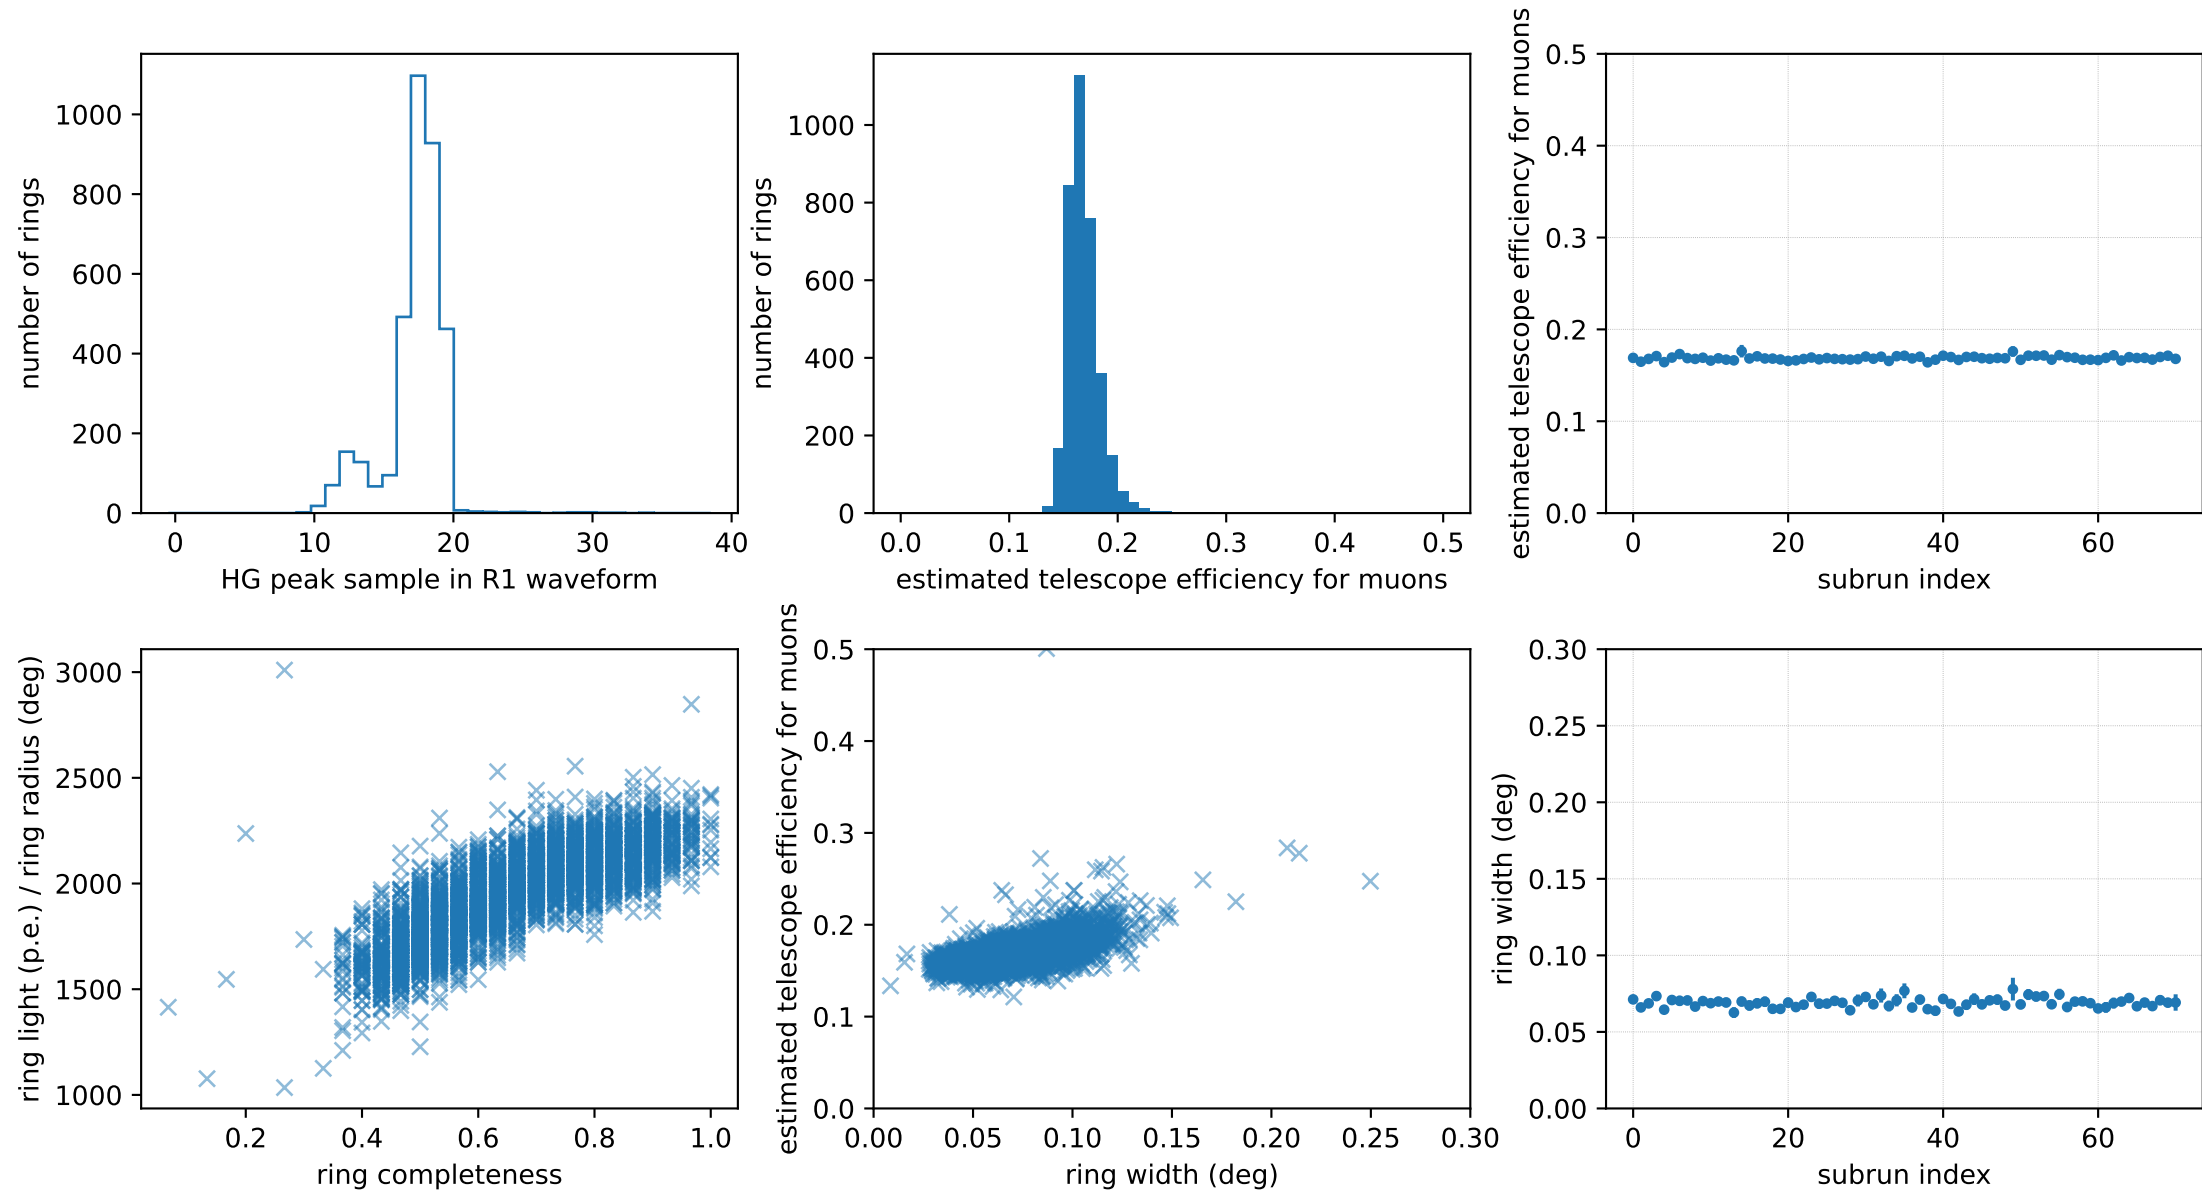 number of rings
1000
800
600
400
200
0
0 10 20 30 40
HG peak sample in R1 waveform
number of rings
1000
800
600
400
200
0
0.0 0.1 0.2 0.3 0.4 0.5
estimated telescope efficiency for muons
estimated telescope efficiency for muons
0.5
0.4
0.3
0.2
0.1
0.0
0 20 40 60
subrun index
ring light (p.e.) / ring radius (deg)
3000
2500
2000
1500
1000
0.2 0.4 0.6 0.8 1.0
ring completeness
estimated telescope efficiency for muons
0.5
0.4
0.3
0.2
0.1
0.0
0.00 0.05 0.10 0.15 0.20 0.25 0.30
ring width (deg)
ring width (deg)
0.30
0.25
0.20
0.15
0.10
0.05
0.00
0 20 40 60
subrun index